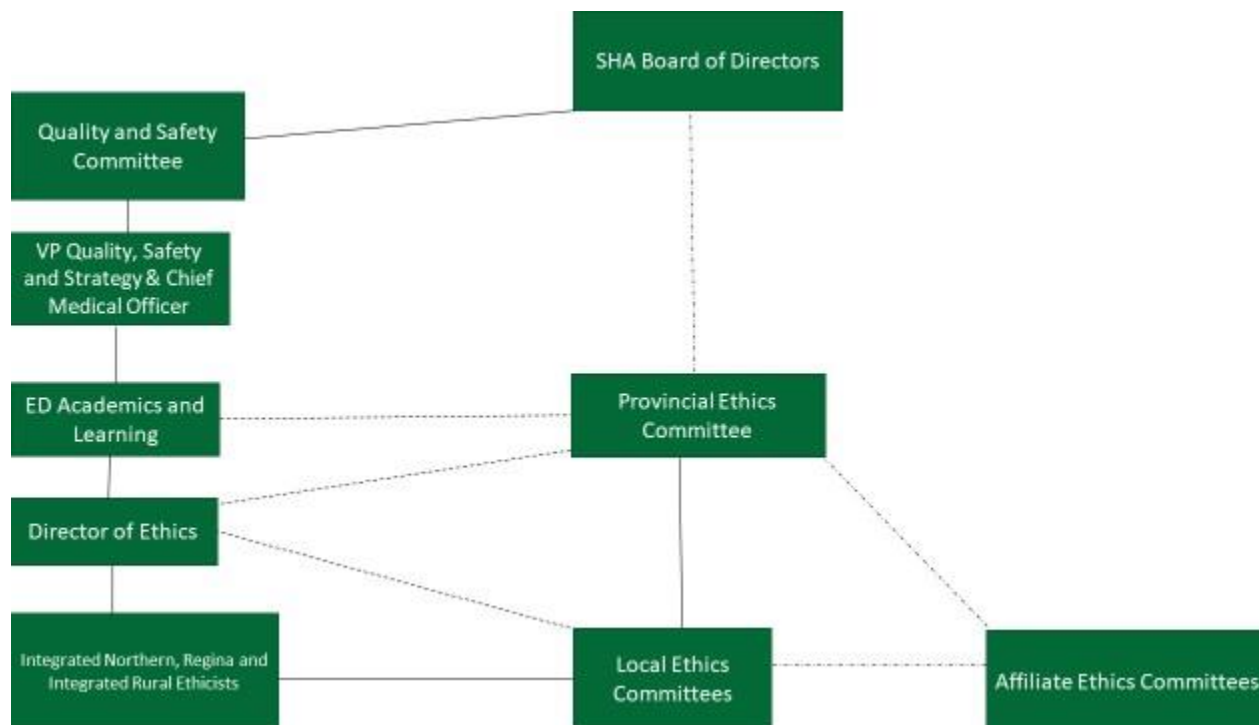 SHA Board of Directors
Quality and Safety
Committee
VP Quality, Safety
and Strategy & Chief
Medical Officer
ED Academics and
Learning
Provincial Ethics
Committee
Director of Ethics
Integrated Northern, Regina and
Integrated Rural Ethicists
Local Ethics
Committees
Affiliate Ethics Committees